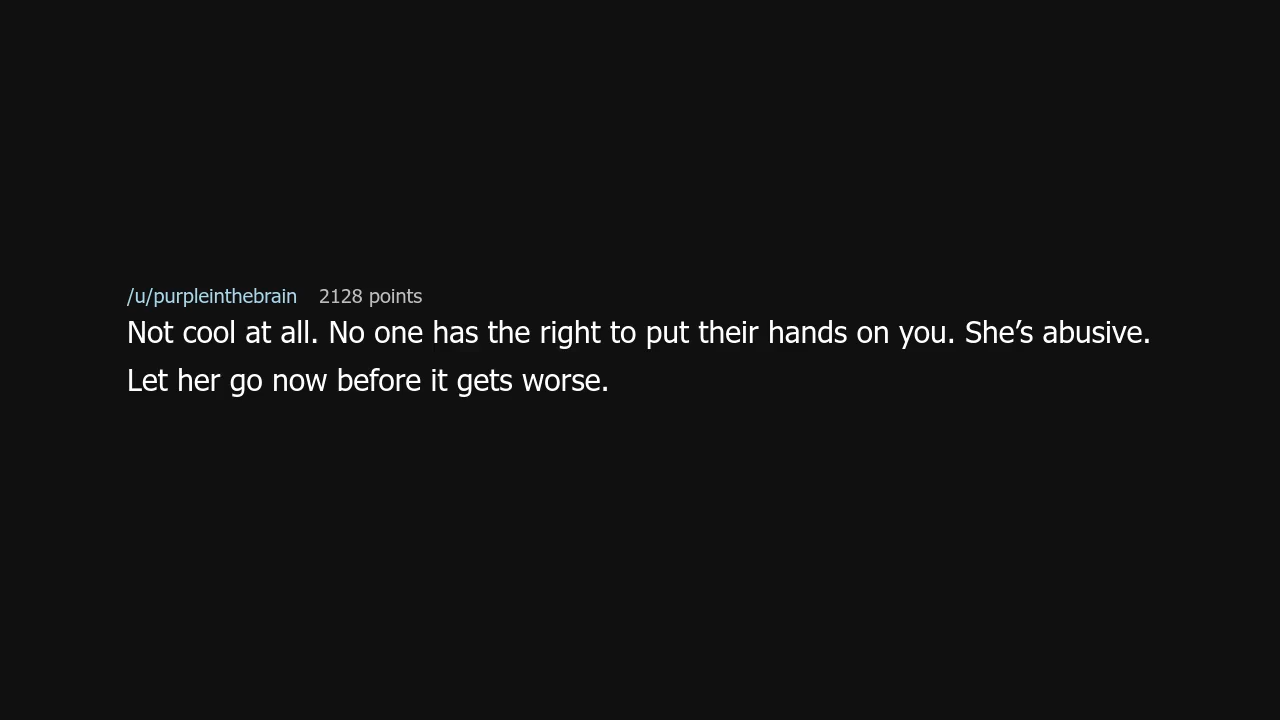 /u/purpleinthebrain 2128 points
Not cool at all. No one has the right to put their hands on you. She’s abusive.
Let her go now before it gets worse.